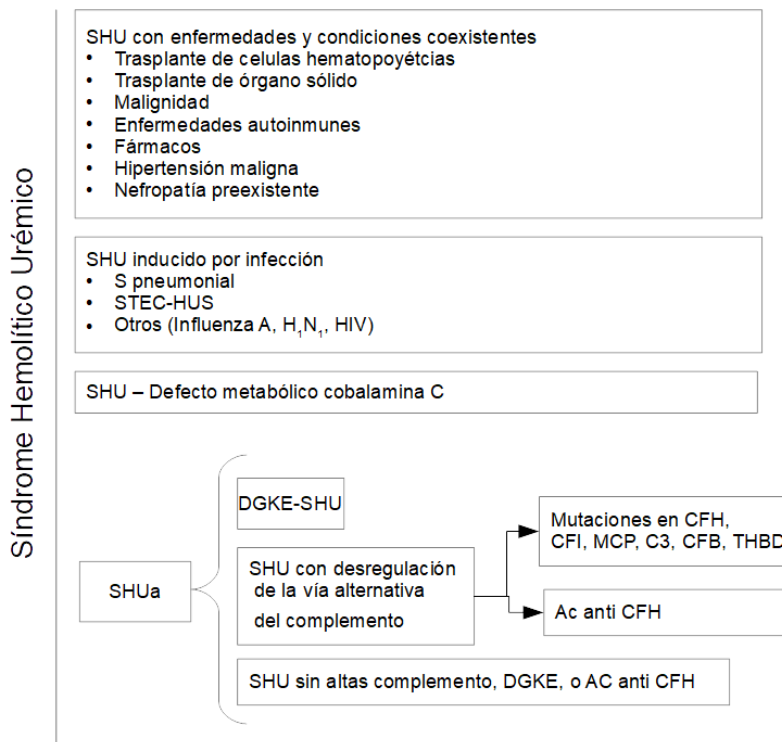 Síndrome Hemolítico Urémico
SHU con enfermedades y condiciones coexistentes
• Trasplante de celulas hematopoyétcias
• Trasplante de órgano sólido
• Malignidad
• Enfermedades autoinmunes
• Fármacos
• Hipertensión maligna
• Nefropatía preexistente
SHU inducido por infección
• S pneumonial
• STEC-HUS
• Otros (Influenza A, H₁N₁, HIV)
SHU – Defecto metabólico cobalamina C
SHUa
DGKE-SHU
SHU con desregulación
de la vía alternativa
del complemento
Mutaciones en CFH,
CFI, MCP, C3, CFB, THBD
Ac anti CFH
SHU sin altas complemento, DGKE, o AC anti CFH